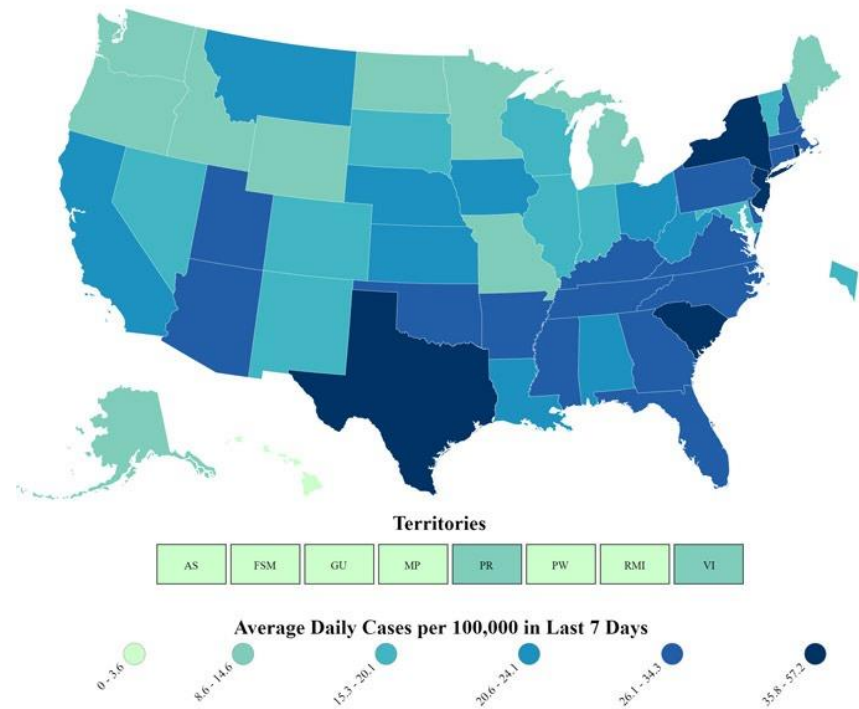 Territories
AS FSM GU MP PR PW RMI VI
Average Daily Cases per 100,000 in Last 7 Days
0 - 3.6 8.6 - 14.6 15.3 - 20.1 20.6 - 24.1 26.1 - 34.3 35.8 - 57.2